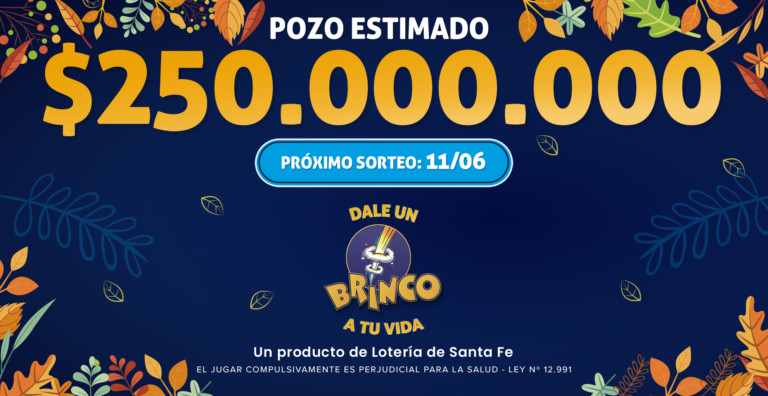 POZO ESTIMADO
$250.000.000
PRÓXIMO SORTEO: 11/06
DALE UN
BRINCO
A TU VIDA
Un producto de Lotería de Santa Fe
EL JUGAR COMPULSIVAMENTE ES PERJUDICIAL PARA LA SALUD - LEY Nº 12.991